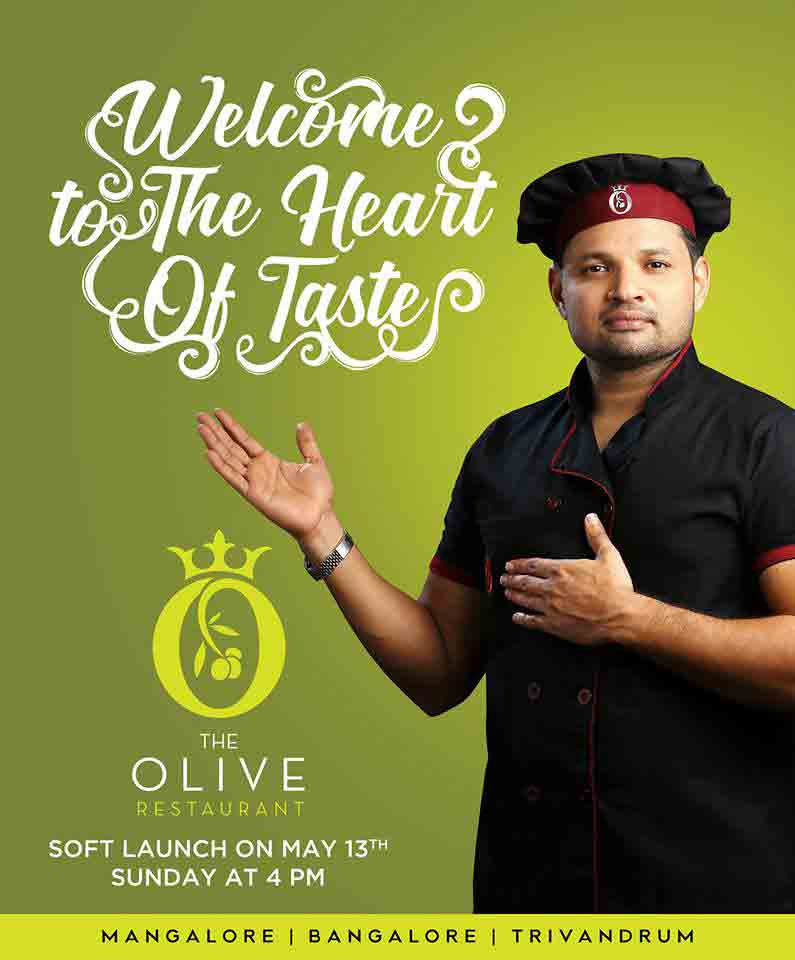 Welcome
to The Heart
Of Taste
THE
OLIVE
RESTAURANT
SOFT LAUNCH ON MAY 13TH
SUNDAY AT 4 PM
MANGALORE | BANGALORE | TRIVANDRUM